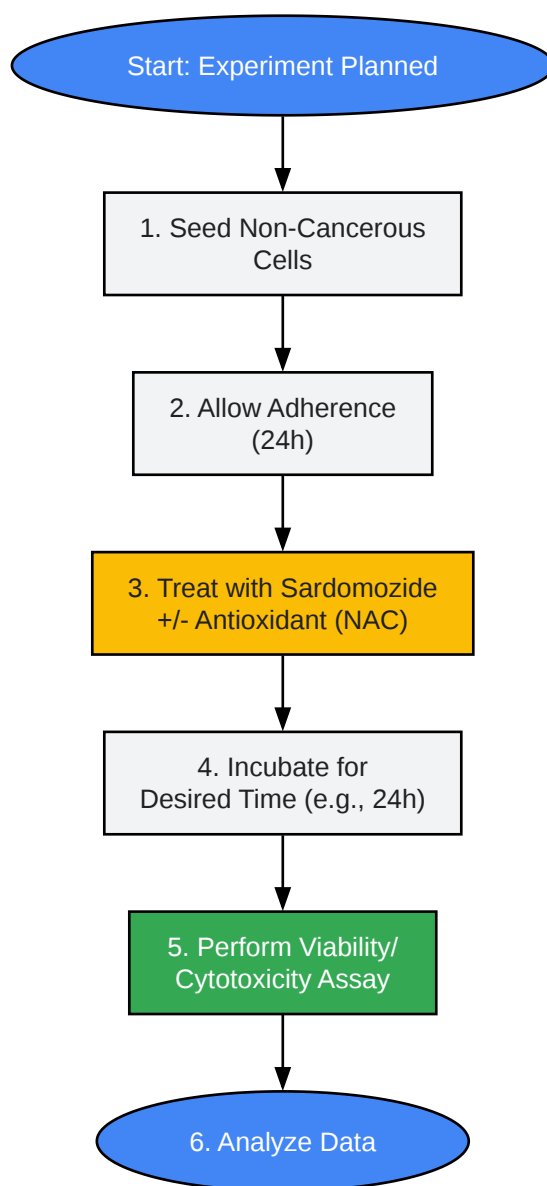 Start: Experiment Planned
1. Seed Non-Cancerous
Cells
2. Allow Adherence
(24h)
3. Treat with Sardomozide
+/- Antioxidant (NAC)
4. Incubate for
Desired Time (e.g., 24h)
5. Perform Viability/
Cytotoxicity Assay
6. Analyze Data